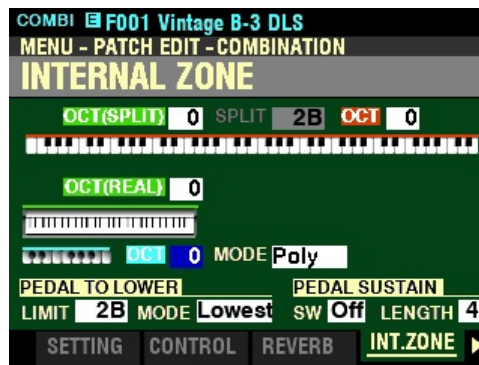 COMBI E F001 Vintage B-3 DLS
MENU - PATCH EDIT - COMBINATION
INTERNAL ZONE
OCT(SPLIT) 0 SPLIT 2B OCT 0
OCT(REAL) 0
OCT 0 MODE Poly
PEDAL TO LOWER PEDAL SUSTAIN
LIMIT 2B MODE Lowest SW Off LENGTH 4
SETTING CONTROL REVERB INT.ZONE